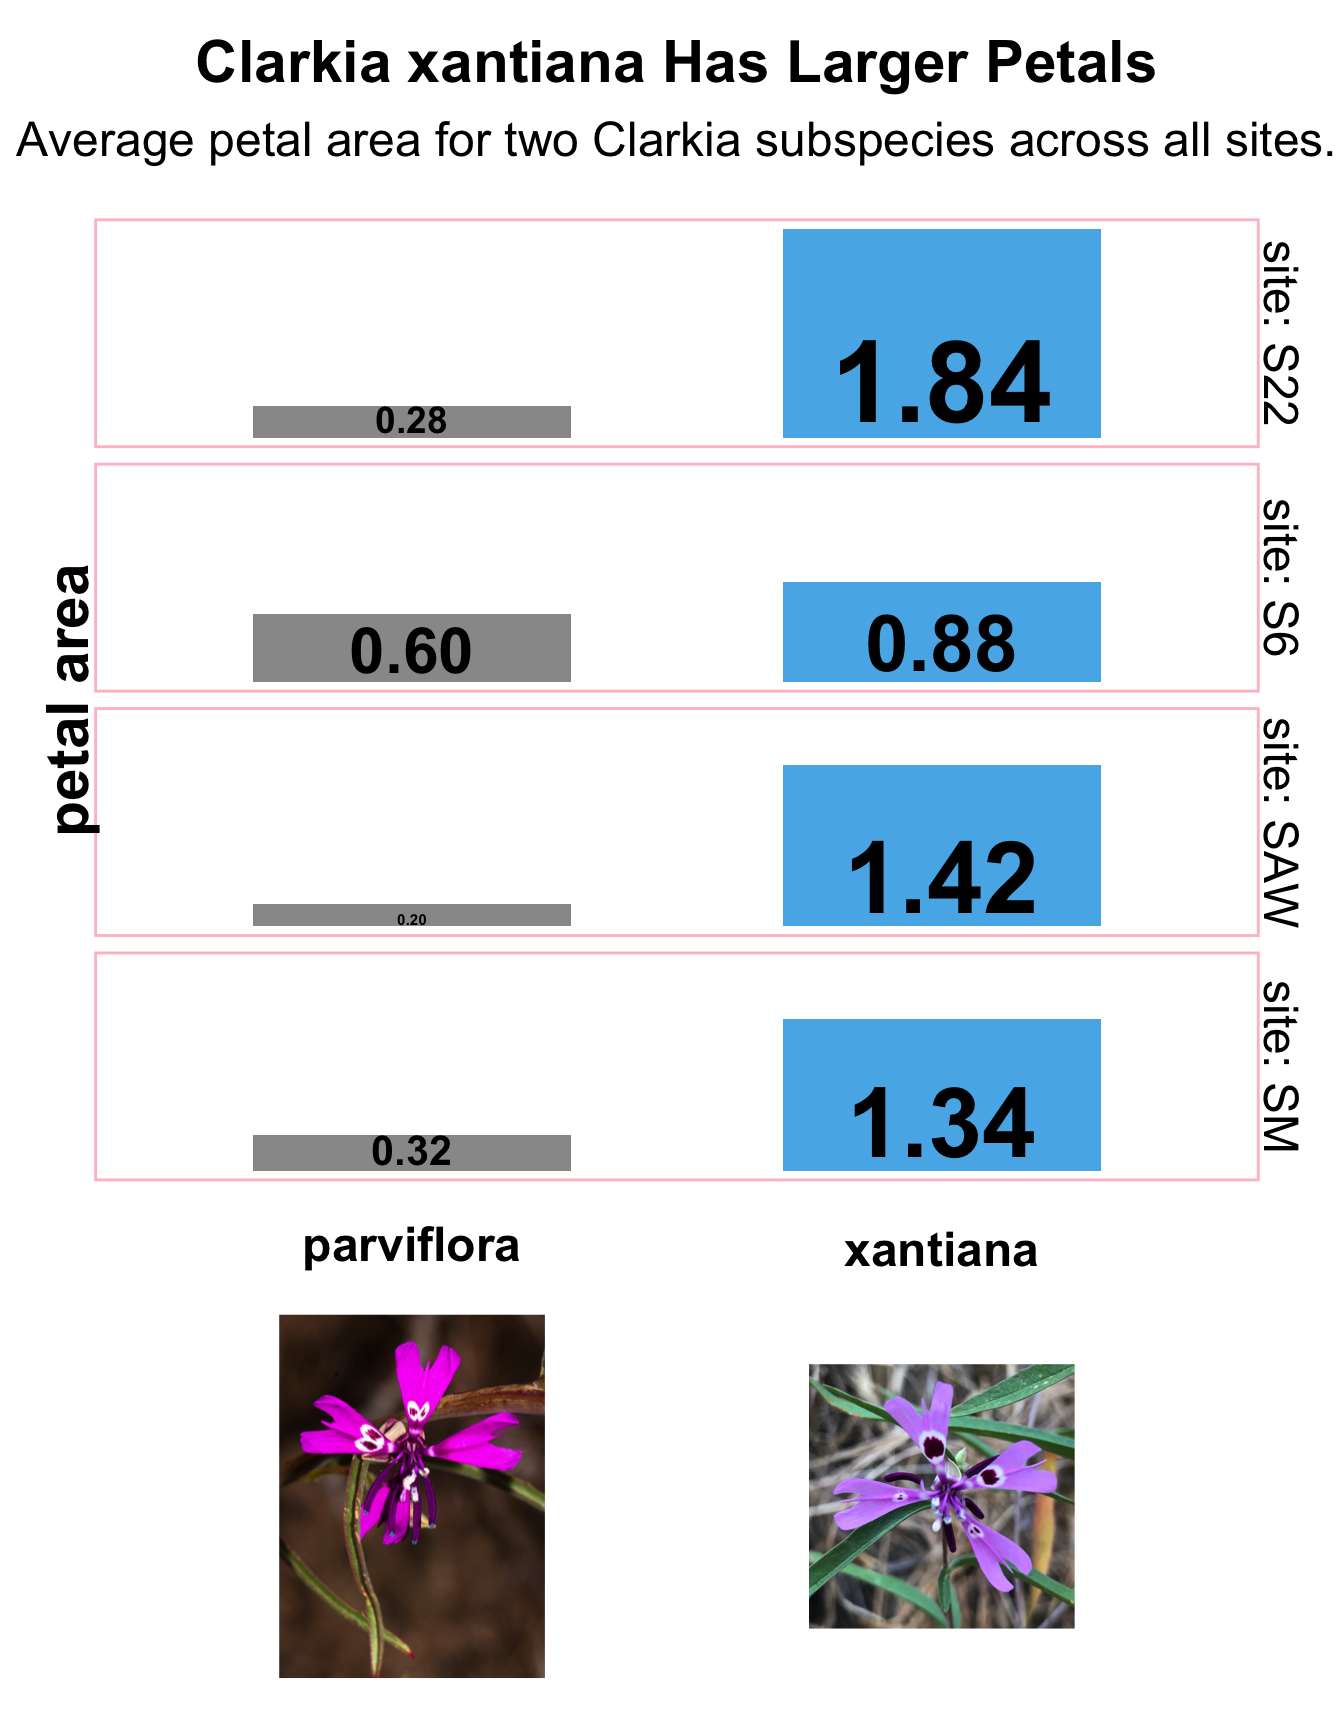 Clarkia xantiana Has Larger Petals
Average petal area for two Clarkia subspecies across all sites.
petal area
0.28
1.84
site: S22
0.60
0.88
site: S6
0.20
1.42
site: SAW
0.32
1.34
site: SM
parviflora
xantiana